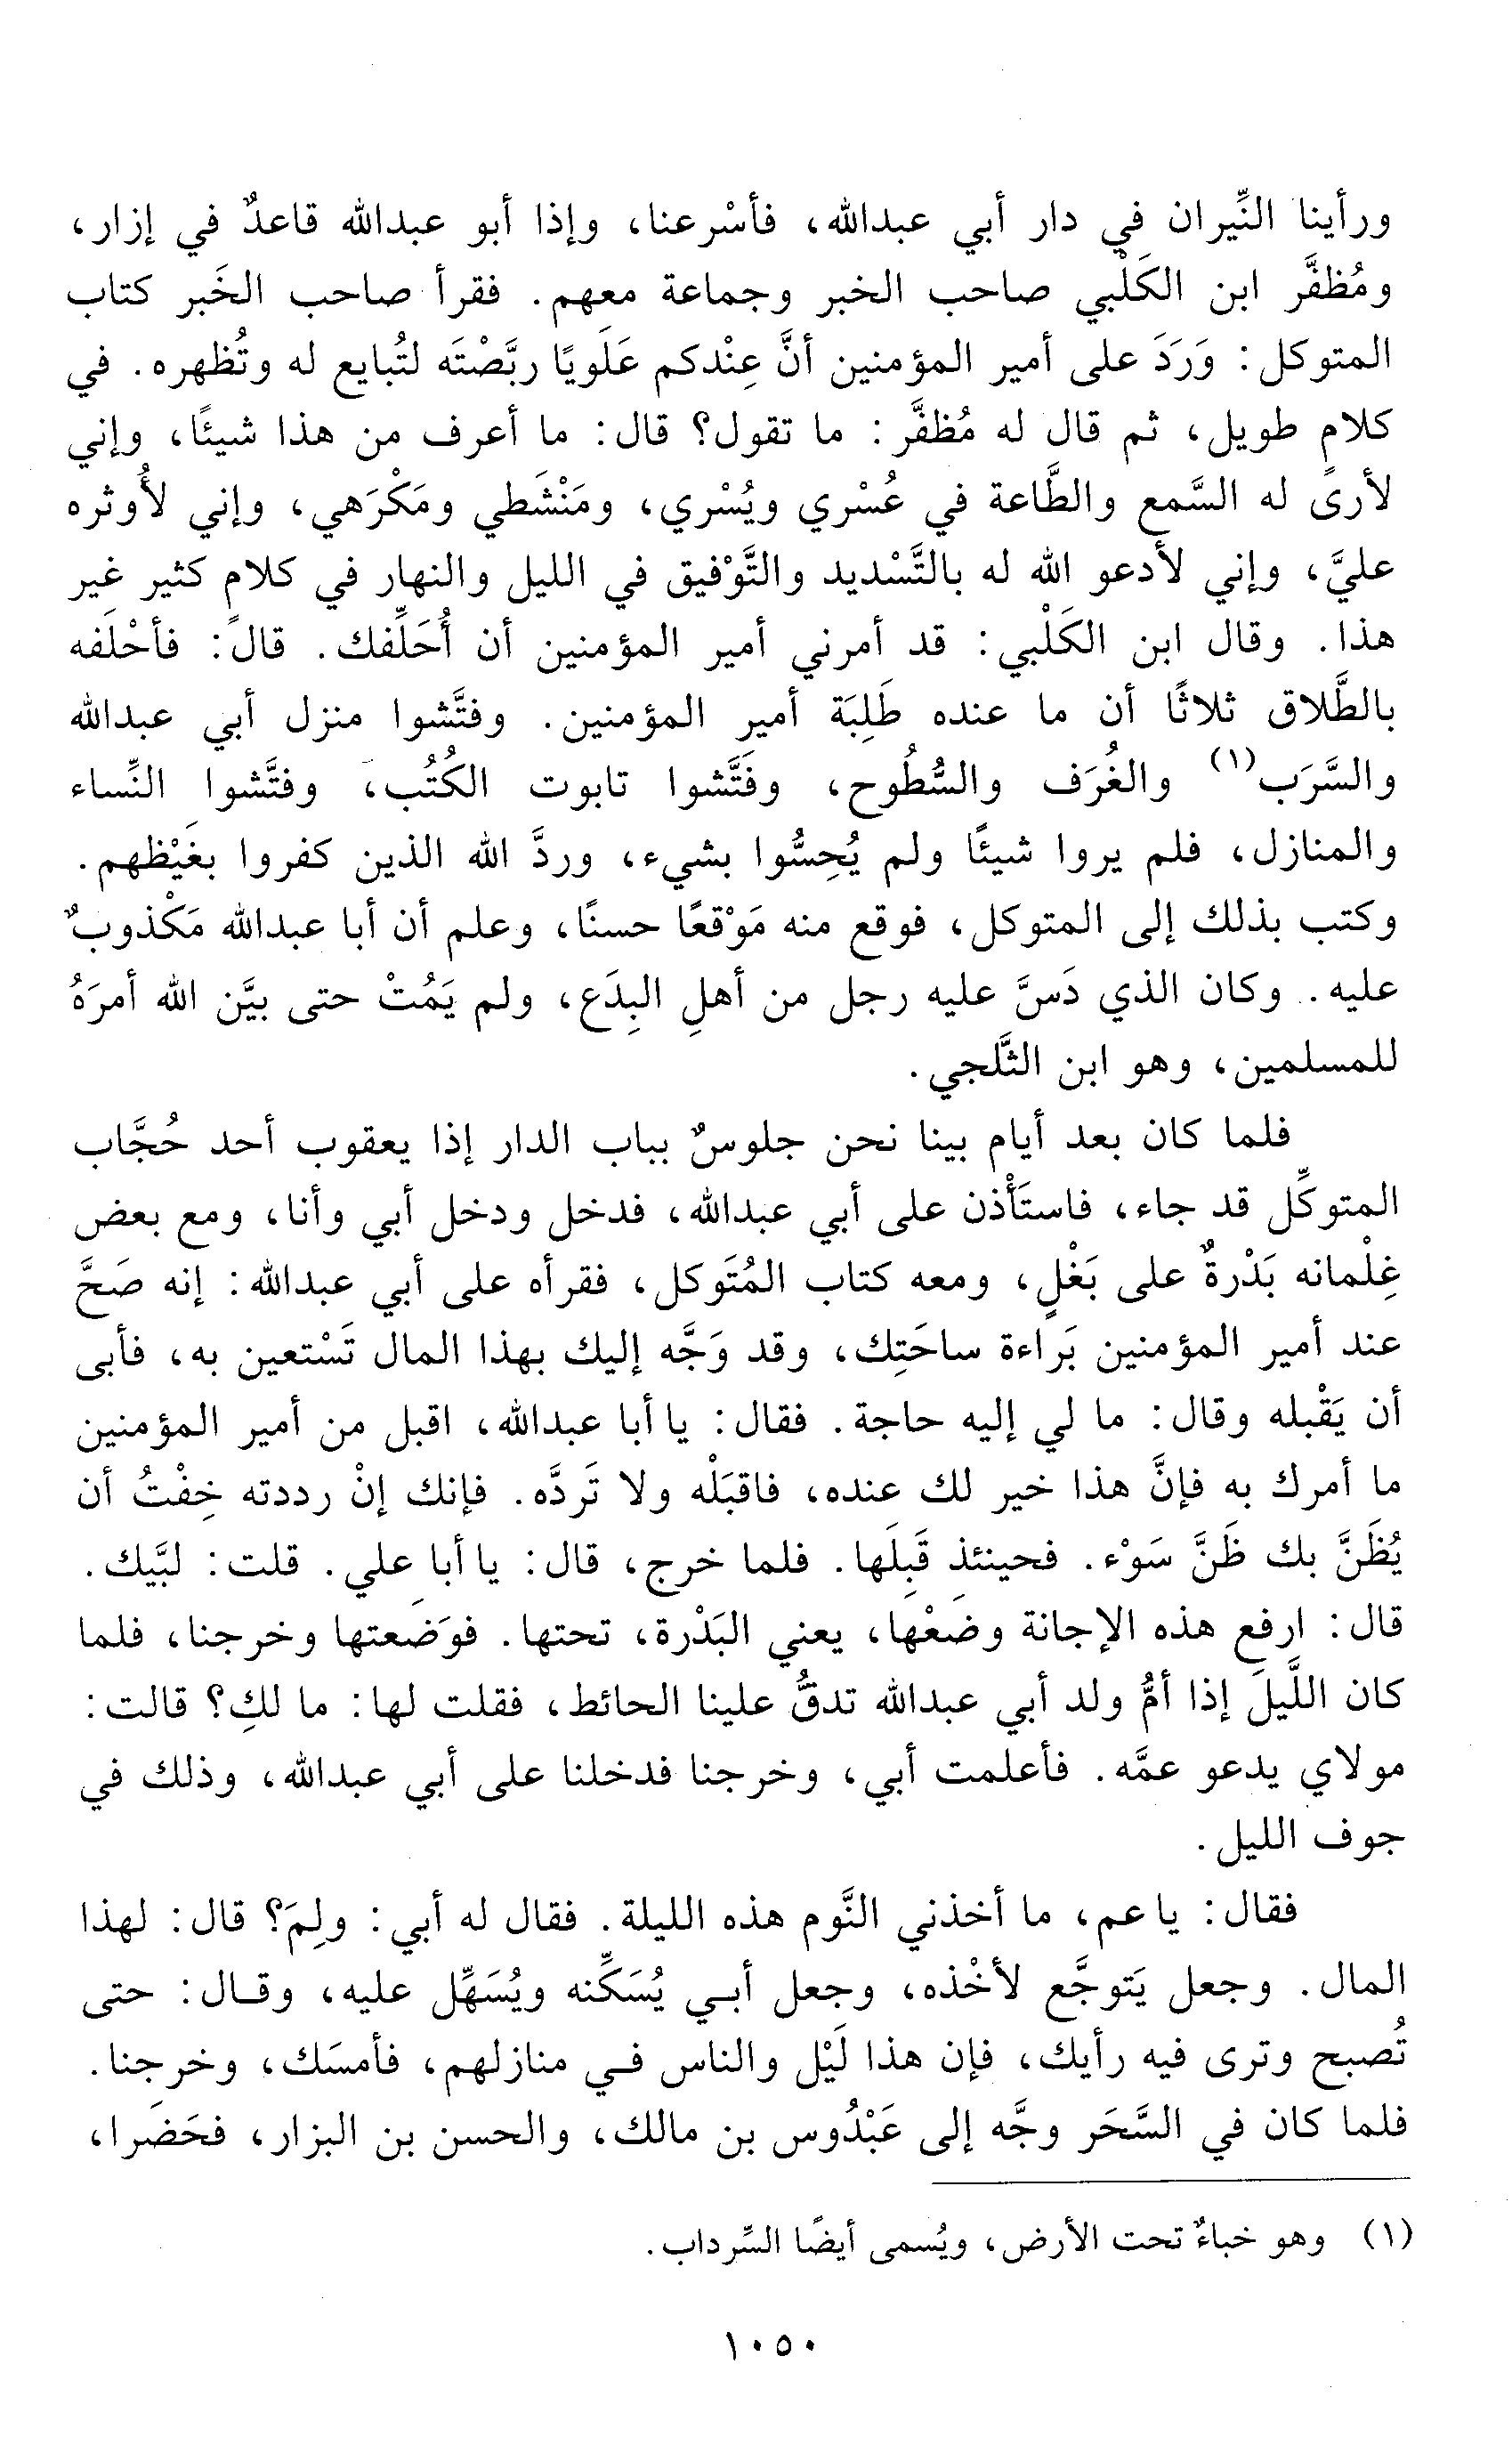 ورأينا النِّيران في دار أبي عبدالله، فأسْرعنا، وإذا أبو عبدالله قاعدٌ في إزار،
ومُظفَّر ابن الكَلْبي صاحب الخبر وجماعة معهم. فقرأ صاحب الخَبر كتاب
المتوكل: وَرَدَ على أمير المؤمنين أنَّ عِنْدكم عَلَويًا ربَّصْتَه لتُبايع له وتُظهره. في
كلام طويل، ثم قال له مُظفَّر: ما تقول؟ قال: ما أعرف من هذا شيئًا، وإني
لأرى له السَّمع والطَّاعة في عُسْري ويُسْري، ومَنْشَطي ومَكْرَهي، وإني لأُوثره
عليَّ، وإني لأدعو الله له بالتَّسْديد والتَّوْفيق في الليل والنهار في كلام كثير غير
هذا. وقال ابن الكَلْبي: قد أمرني أمير المؤمنين أن أُحَلِّفك. قال: فأحْلَفه
بالطَّلاق ثلاثًا أن ما عنده طَلِبَة أمير المؤمنين. وفتَّشوا منزل أبي عبدالله
والسَّرَب(١) والغُرَف والسُّطُوح، وفَتَّشوا تابوت الكُتُب، وفتَّشوا النِّساء
والمنازل، فلم يروا شيئًا ولم يُحِسُّوا بشيء، وردَّ الله الذين كفروا بغَيْظهم.
وكتب بذلك إلى المتوكل، فوقع منه مَوْقعًا حسنًا، وعلم أن أبا عبدالله مَكْذوبٌ
عليه. وكان الذي دَسَّ عليه رجل من أهلِ البِدَع، ولم يَمُتْ حتى بيَّن الله أمرَهُ
للمسلمين، وهو ابن الثَّلجي.
فلما كان بعد أيام بينا نحن جلوسٌ بباب الدار إذا يعقوب أحد حُجَّاب
المتوكِّل قد جاء، فاستَأْذن على أبي عبدالله، فدخل ودخل أبي وأنا، ومع بعض
غِلْمانه بَدْرةٌ على بَغْلٍ، ومعه كتاب المُتَوكل، فقرأه على أبي عبدالله: إنه صَحَّ
عند أمير المؤمنين بَراءة ساحَتِك، وقد وَجَّه إليك بهذا المال تَسْتعين به، فأبى
أن يَقْبله وقال: ما لي إليه حاجة. فقال: يا أبا عبدالله، اقبل من أمير المؤمنين
ما أمرك به فإنَّ هذا خير لك عنده، فاقبَلْه ولا تَردَّه. فإنك إنْ رددته خِفْتُ أن
يُظَنَّ بك ظَنَّ سَوْء. فحينئذ قَبِلَها. فلما خرج، قال: يا أبا علي. قلت: لبَّيك.
قال: ارفع هذه الإجانة وضَعْها، يعني البَدْرة، تحتها. فوَضعتها وخرجنا، فلما
كان اللَّيلَ إذا أمُّ ولد أبي عبدالله تدقُّ علينا الحائط، فقلت لها: ما لكِ؟ قالت:
مولاي يدعو عمَّه. فأعلمت أبي، وخرجنا فدخلنا على أبي عبدالله، وذلك في
جوف الليل.
فقال: يا عم، ما أخذني النَّوم هذه الليلة. فقال له أبي: ولِمَ؟ قال: لهذا
المال. وجعل يَتوجَّع لأخْذه، وجعل أبي يُسَكِّنه ويُسَهِّل عليه، وقال: حتى
تُصبح وترى فيه رأيك، فإن هذا لَيْل والناس في منازلهم، فأمسَك، وخرجنا.
فلما كان في السَّحَر وجَّه إلى عَبْدُوس بن مالك، والحسن بن البزار، فحَضَرا،
(١) وهو خباءٌ تحت الأرض، ويُسمى أيضًا السِّرداب.
١٠٥٠